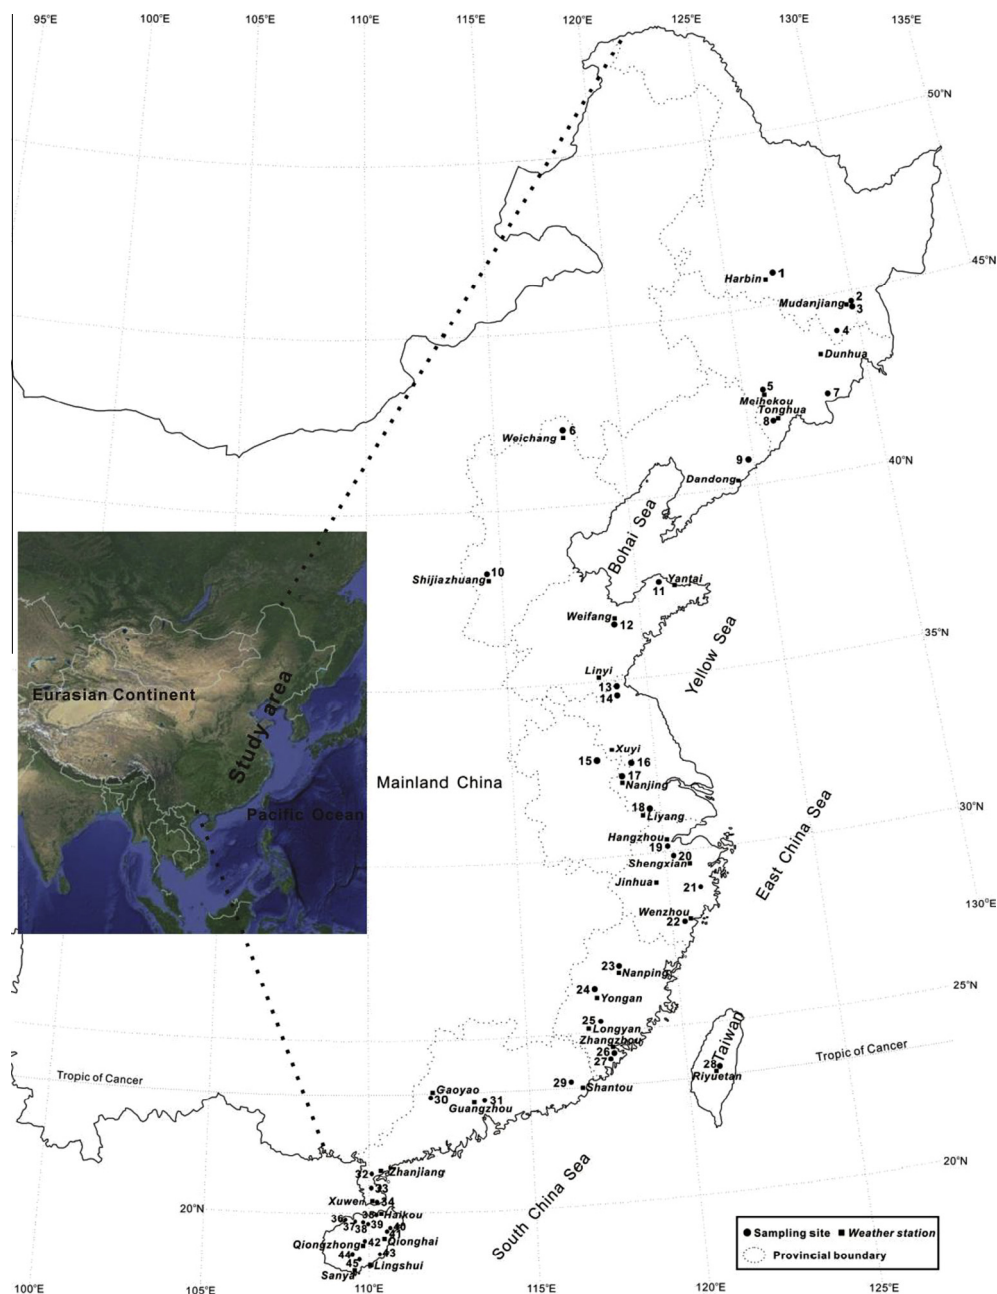 95°E 100°E 105°E 110°E 115°E 120°E 125°E 130°E 135°E
50°N
45°N
Harbin 1
2
Mudanjiang 3
4
Dunhua
5 7
Meihekou
Tonghua
8
6
Weichang
40°N
9
Dandong
Bohai Sea
10
Shijiazhuang
Yantai
11
Weifang
12
35°N
Yellow Sea
Linyi
13
14
Eurasian Continent
Study area
Pacific Ocean
Mainland China
Xuyi
15 16
17
Nanjing
18
Liyang
30°N
East China Sea
Hangzhou
19 20
Shengxian
Jinhua 21
Wenzhou
22
130°E
23
Nanping
24
Yongan
25°N
25
Longyan
Zhangzhou
26
27
Taiwan
28
Riyuetan
Tropic of Cancer
Tropic of Cancer
29
Shantou
Gaoyao
30 31
Guangzhou
20°N
South China Sea
32 Zhanjiang
33
Xuwen 34
20°N
35 Haikou
36 37 38 39 40
41
Qiongzhong 42 Qionghai
44 43
45 Lingshui
Sanya
Sampling site Weather station
Provincial boundary
100°E 105°E 110°E 115°E 120°E 125°E